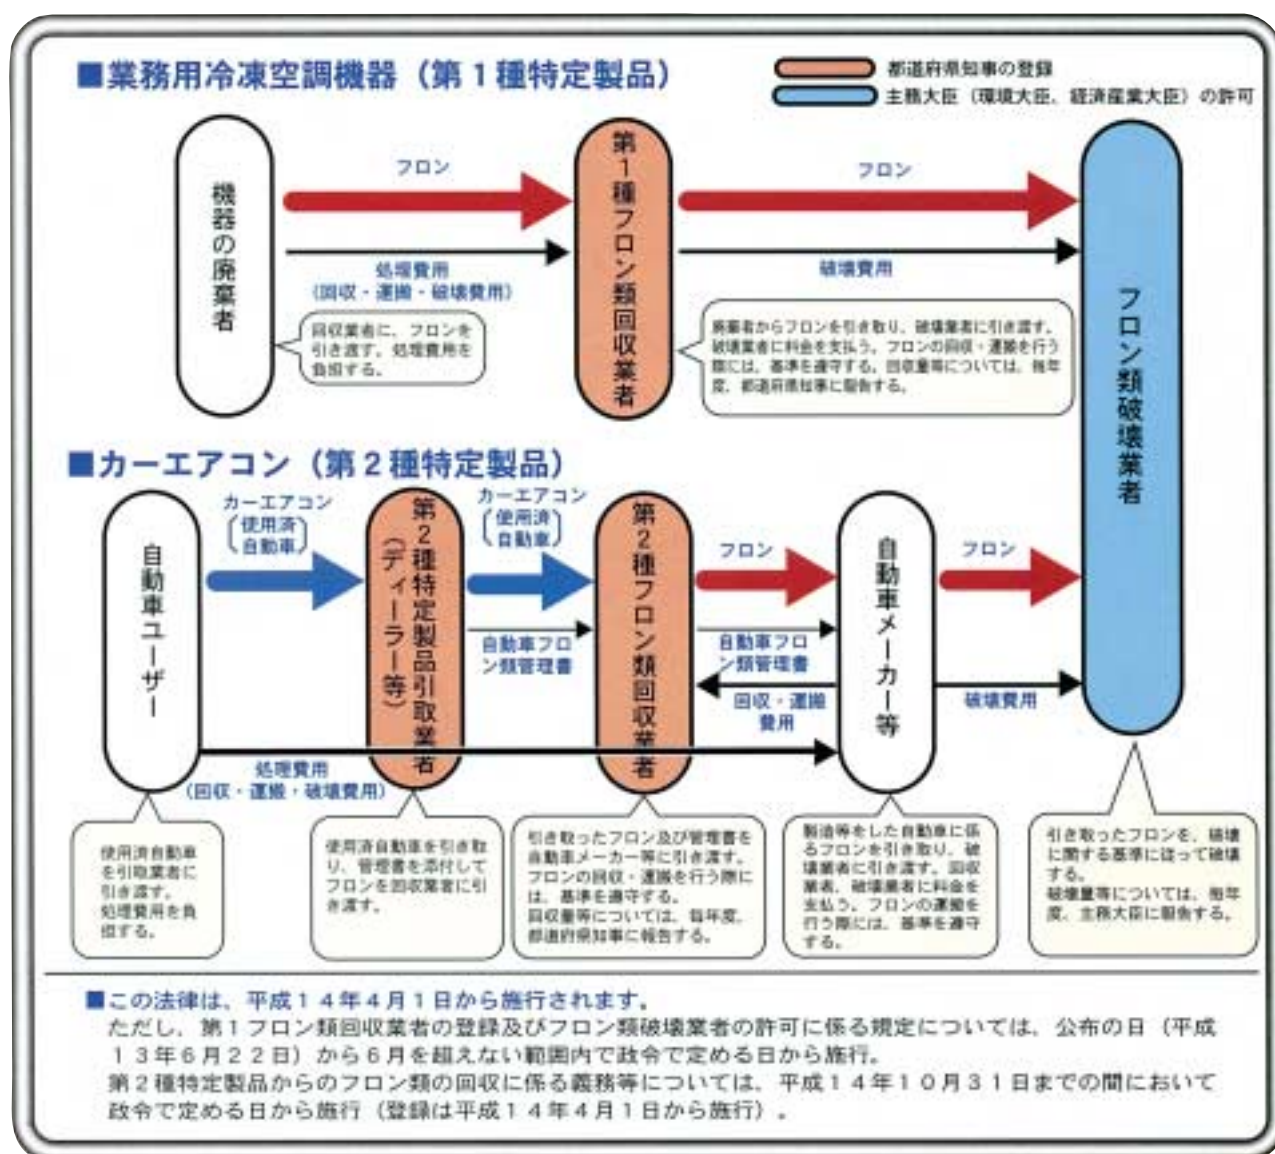 ■業務用冷凍空調機器（第１種特定製品）
都道府県知事の登録
主務大臣（環境大臣、経済産業大臣）の許可
機器の廃棄者
フロン
処理費用
（回収・運搬・破壊費用）
回収業者に、フロンを
引き渡す。処理費用を
負担する。
第１種フロン類回収業者
フロン
破壊費用
廃棄者からフロンを引き取り、破壊業者に引き渡す。
破壊業者に料金を支払う。フロンの回収・運搬を行う
際には、基準を遵守する。回収量等については、毎年
度、都道府県知事に報告する。
フロン類破壊業者
■カーエアコン（第２種特定製品）
自動車ユーザー
カーエアコン
使用済
自動車
第２種特定製品引取業者
（ディーラー等）
カーエアコン
使用済
自動車
自動車フロ
ン類管理書
第２種フロン類回収業者
フロン
自動車フロ
ン類管理書
回収・運搬
費用
自動車メーカー等
フロン
破壊費用
処理費用
（回収・運搬・破壊費用）
使用済自動車
を引取業者に
引き渡す。
処理費用を負
担する。
使用済自動車を引き取
り、管理書を添付して
フロンを回収業者に引
き渡す。
引き取ったフロン及び管理書を
自動車メーカー等に引き渡す。
フロンの回収・運搬を行う際に
は、基準を遵守する。
回収量等については、毎年度、
都道府県知事に報告する。
製造等をした自動車に係
るフロンを引き取り、破
壊業者に引き渡す。回収
業者、破壊業者に料金を
支払う。フロンの運搬を
行う際には、基準を遵守
する。
引き取ったフロンを、破壊
に関する基準に従って破壊
する。
破壊量等については、毎年
度、主務大臣に報告する。
■この法律は、平成１４年４月１日から施行されます。
ただし、第１フロン類回収業者の登録及びフロン類破壊業者の許可に係る規定については、公布の日（平成
１３年６月２２日）から６月を超えない範囲内で政令で定める日から施行。
第２種特定製品からのフロン類の回収に係る義務等については、平成１４年１０月３１日までの間において
政令で定める日から施行（登録は平成１４年４月１日から施行）。